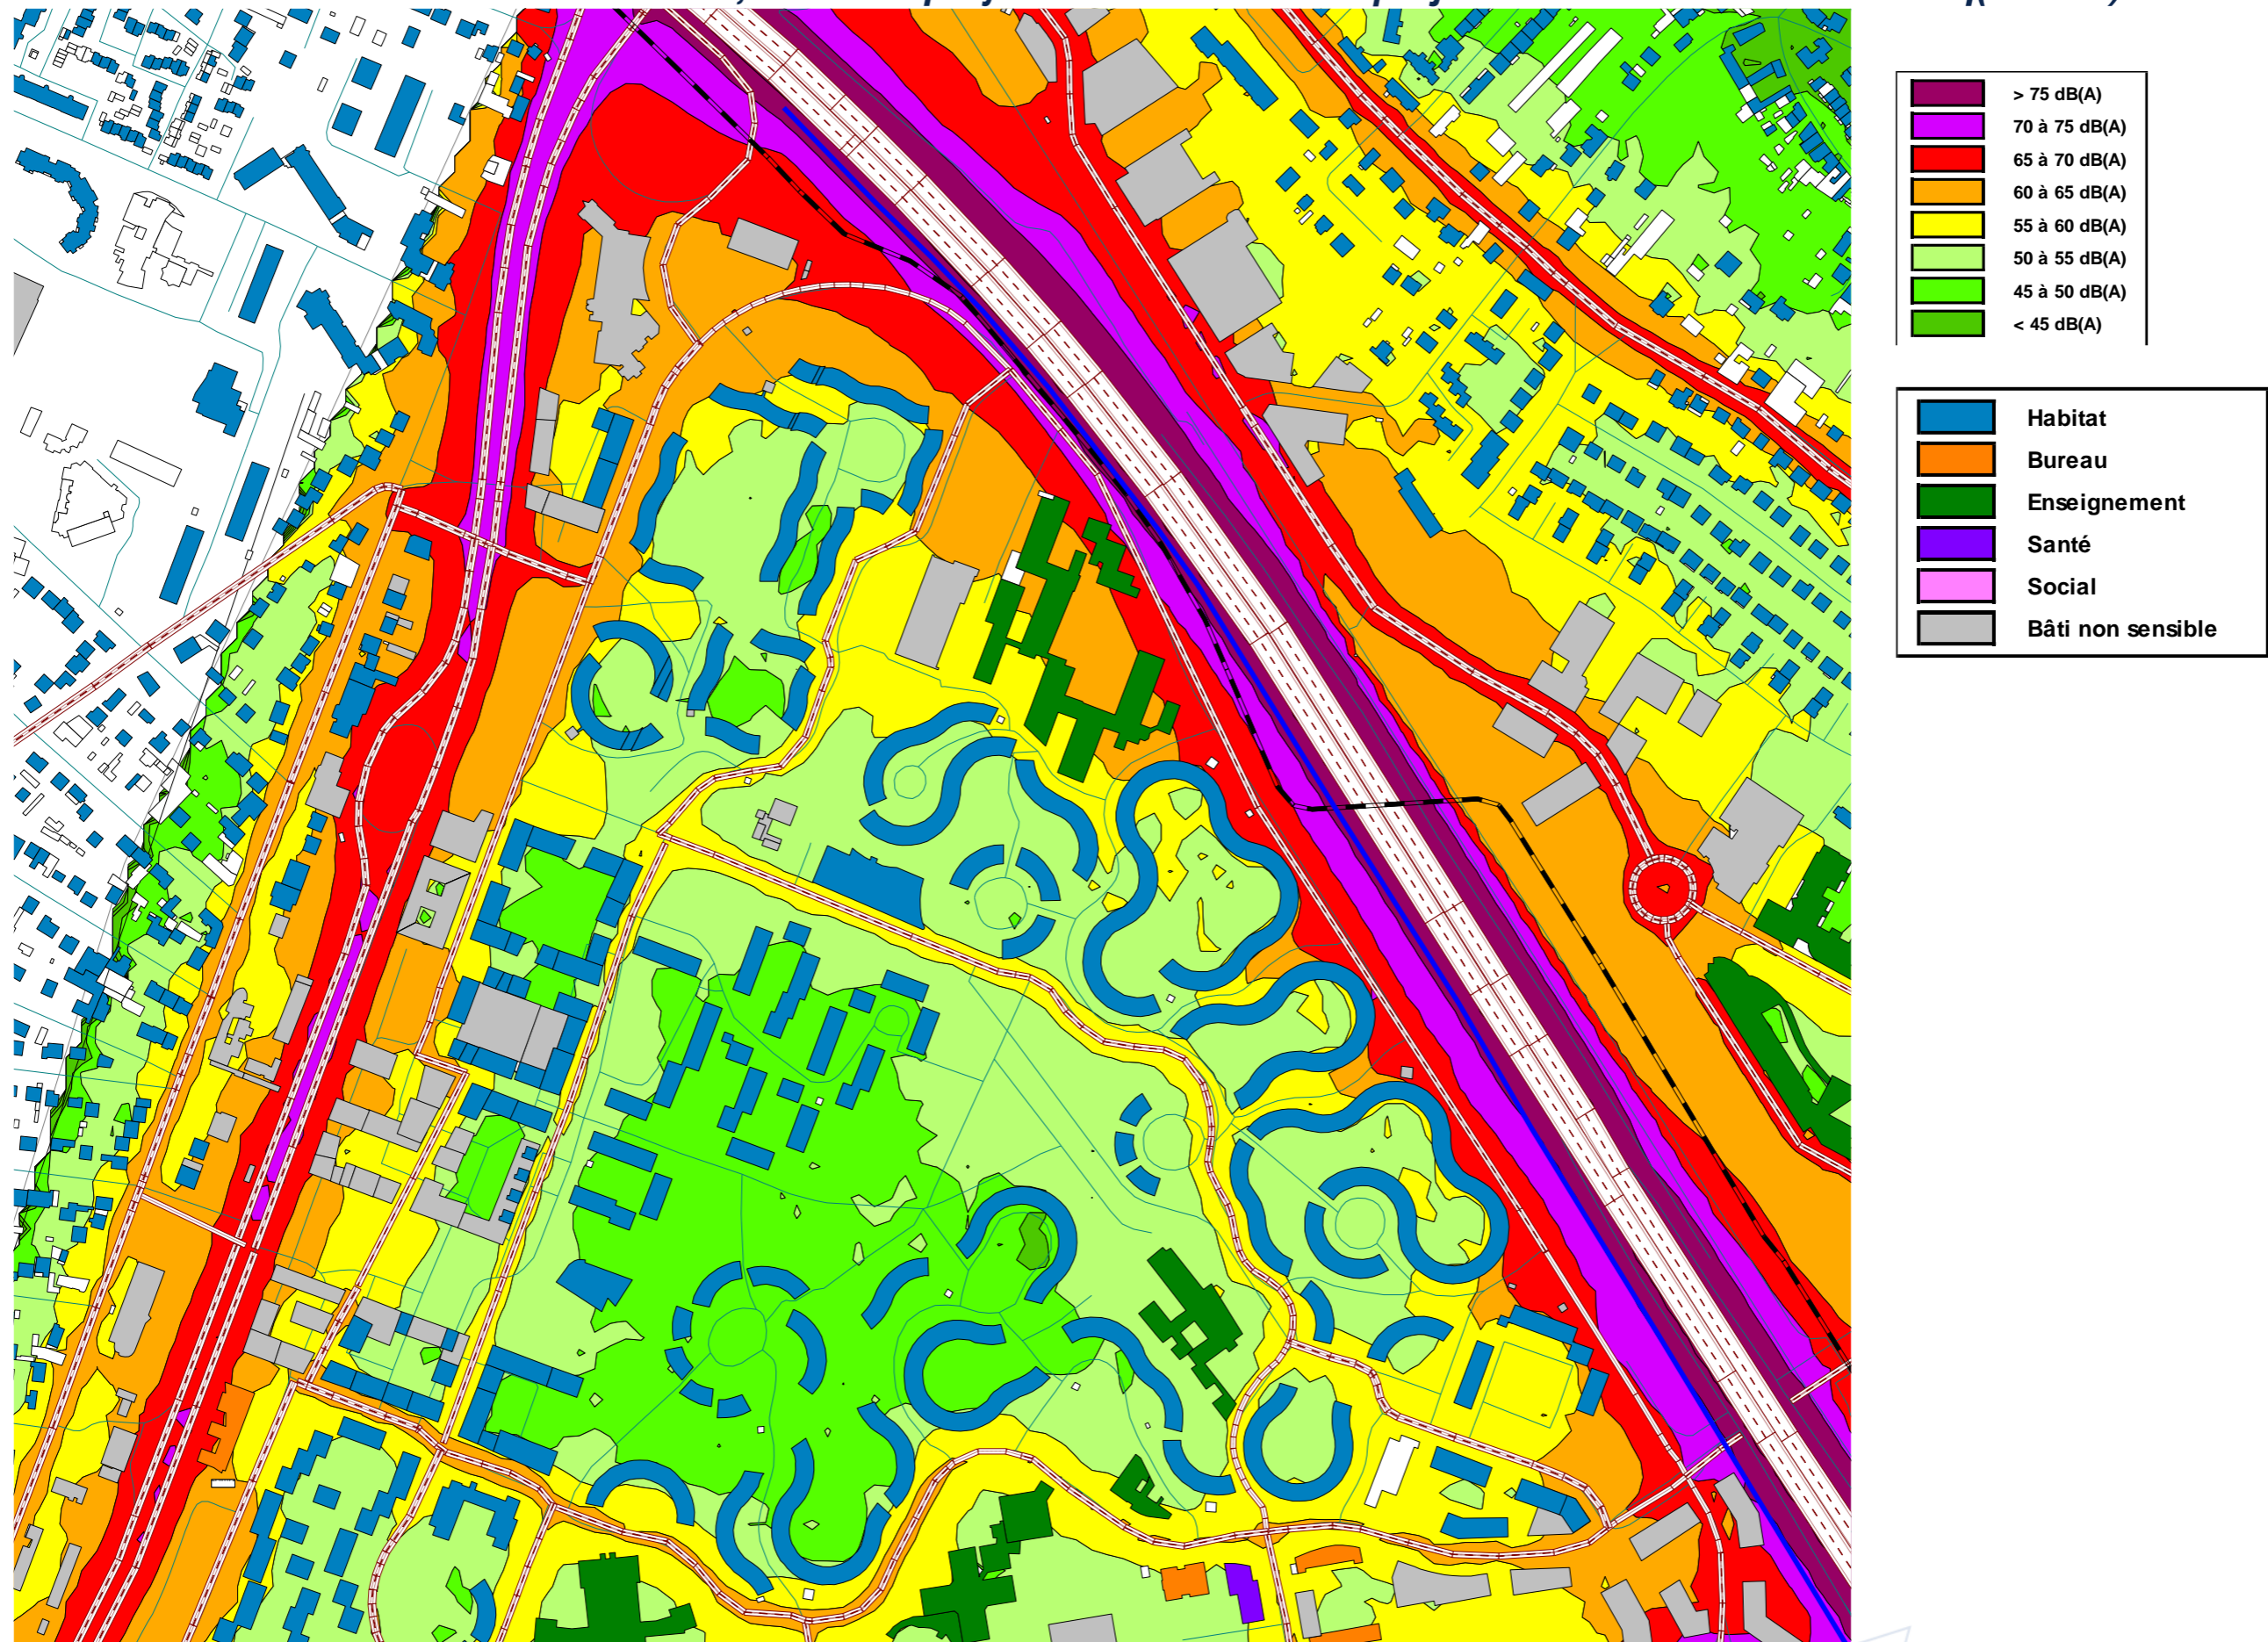 > 75 dB(A)
70 à 75 dB(A)
65 à 70 dB(A)
60 à 65 dB(A)
55 à 60 dB(A)
50 à 55 dB(A)
45 à 50 dB(A)
< 45 dB(A)
Habitat
Bureau
Enseignement
Santé
Social
Bâti non sensible